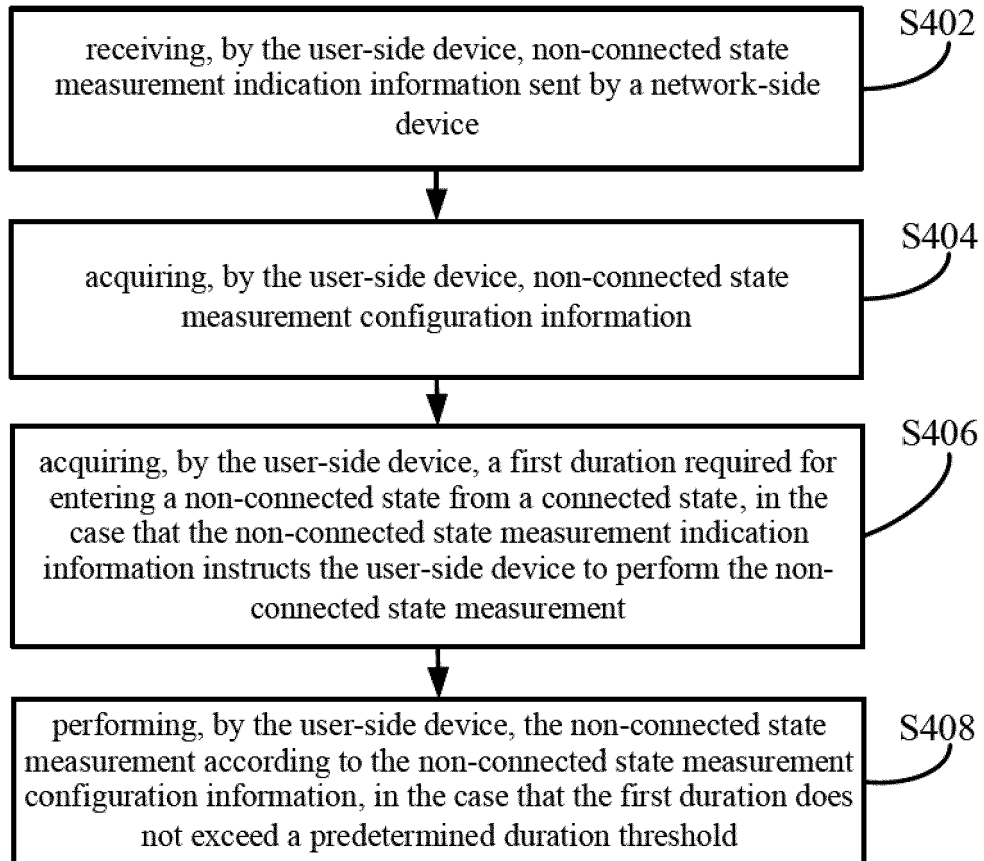 S402
receiving, by the user-side device, non-connected state
measurement indication information sent by a network-side
device
S404
acquiring, by the user-side device, non-connected state
measurement configuration information
S406
acquiring, by the user-side device, a first duration required for
entering a non-connected state from a connected state, in the
case that the non-connected state measurement indication
information instructs the user-side device to perform the non-
connected state measurement
S408
performing, by the user-side device, the non-connected state
measurement according to the non-connected state measurement
configuration information, in the case that the first duration does
not exceed a predetermined duration threshold